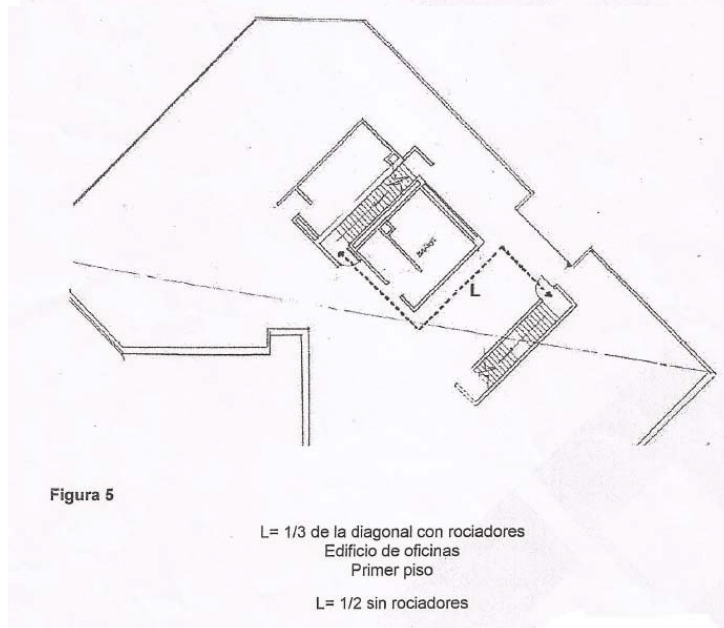 L
Figura 5
L= 1/3 de la diagonal con rociadores
Edificio de oficinas
Primer piso
L= 1/2 sin rociadores